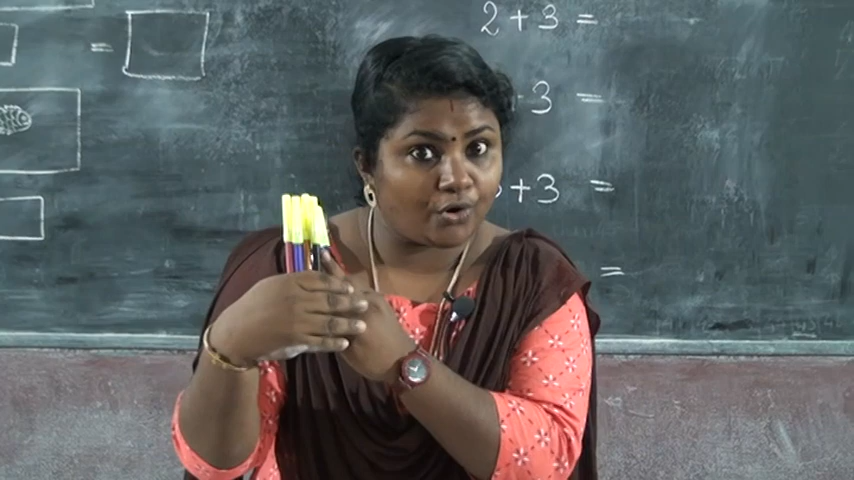 =
2 + 3 =
+ 3 =
+ 3 =
=